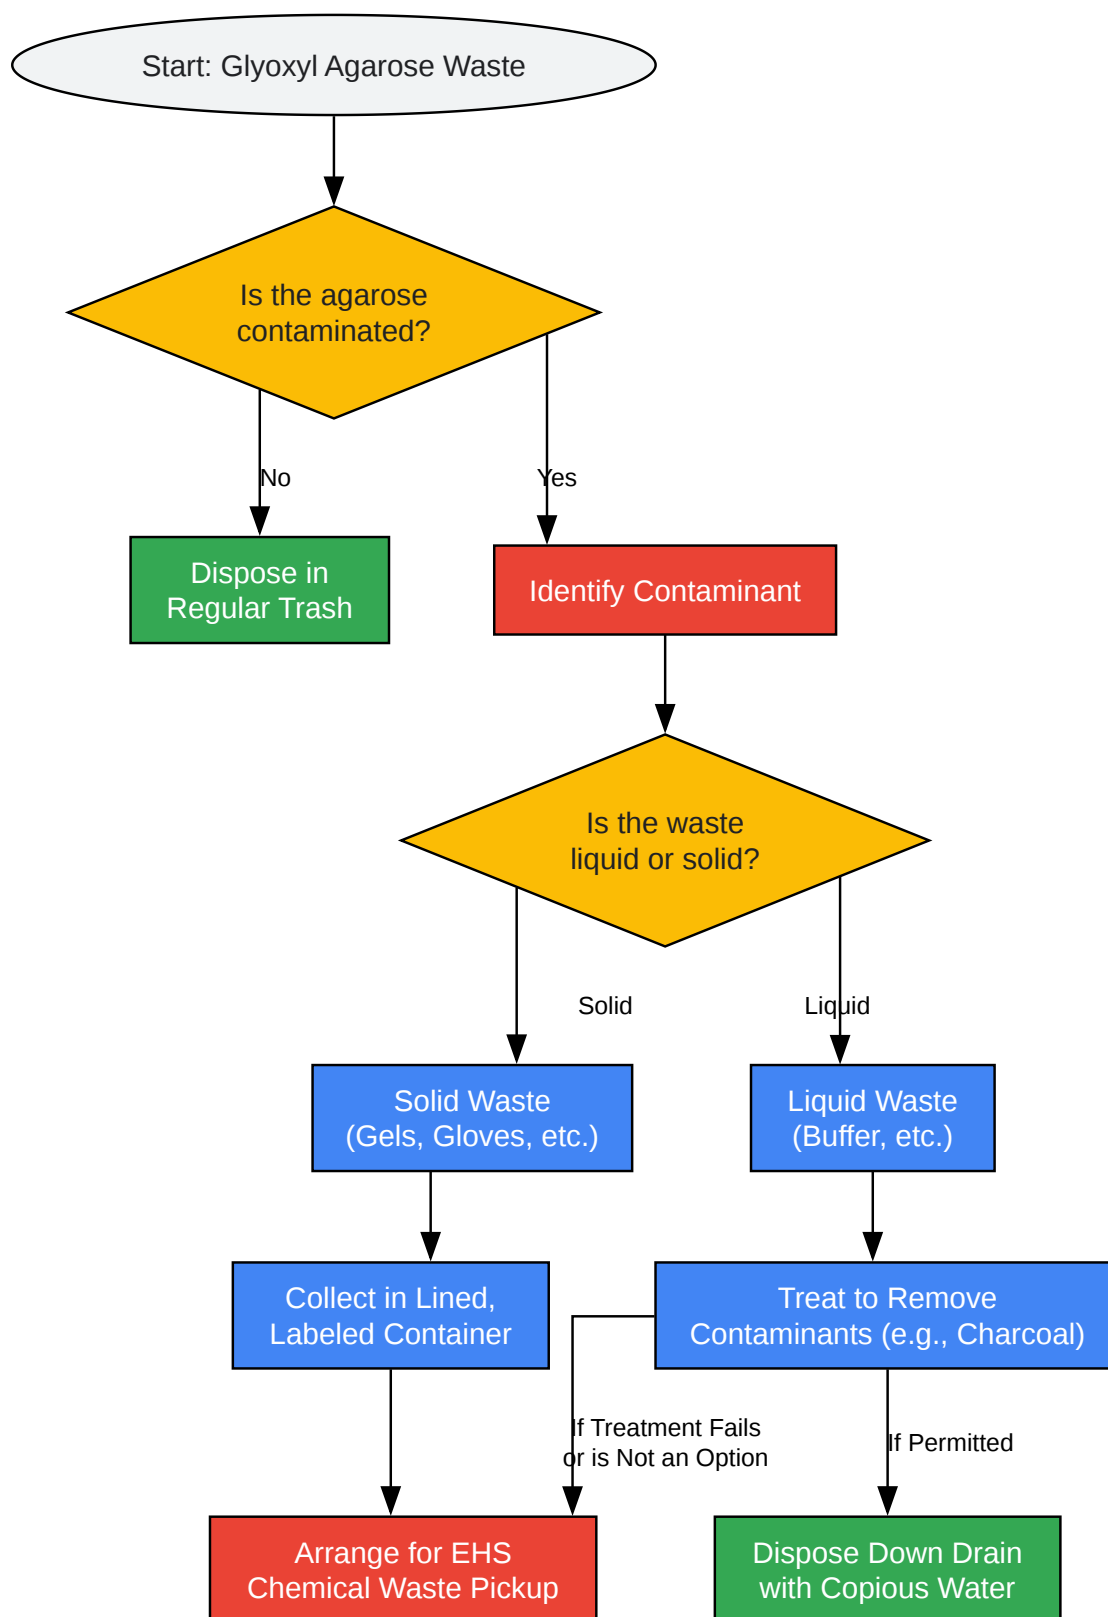 Start: Glyoxyl Agarose Waste
Is the agarose
contaminated?
No
Yes
Dispose in
Regular Trash
Identify Contaminant
Is the waste
liquid or solid?
Solid
Liquid
Solid Waste
(Gels, Gloves, etc.)
Liquid Waste
(Buffer, etc.)
Collect in Lined,
Labeled Container
Treat to Remove
Contaminants (e.g., Charcoal)
If Treatment Fails
or is Not an Option
If Permitted
Arrange for EHS
Chemical Waste Pickup
Dispose Down Drain
with Copious Water